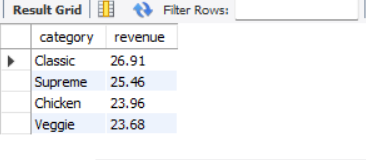 Result Grid Filter Rows:
category revenue
Classic 26.91
Supreme 25.46
Chicken 23.96
Veggie 23.68